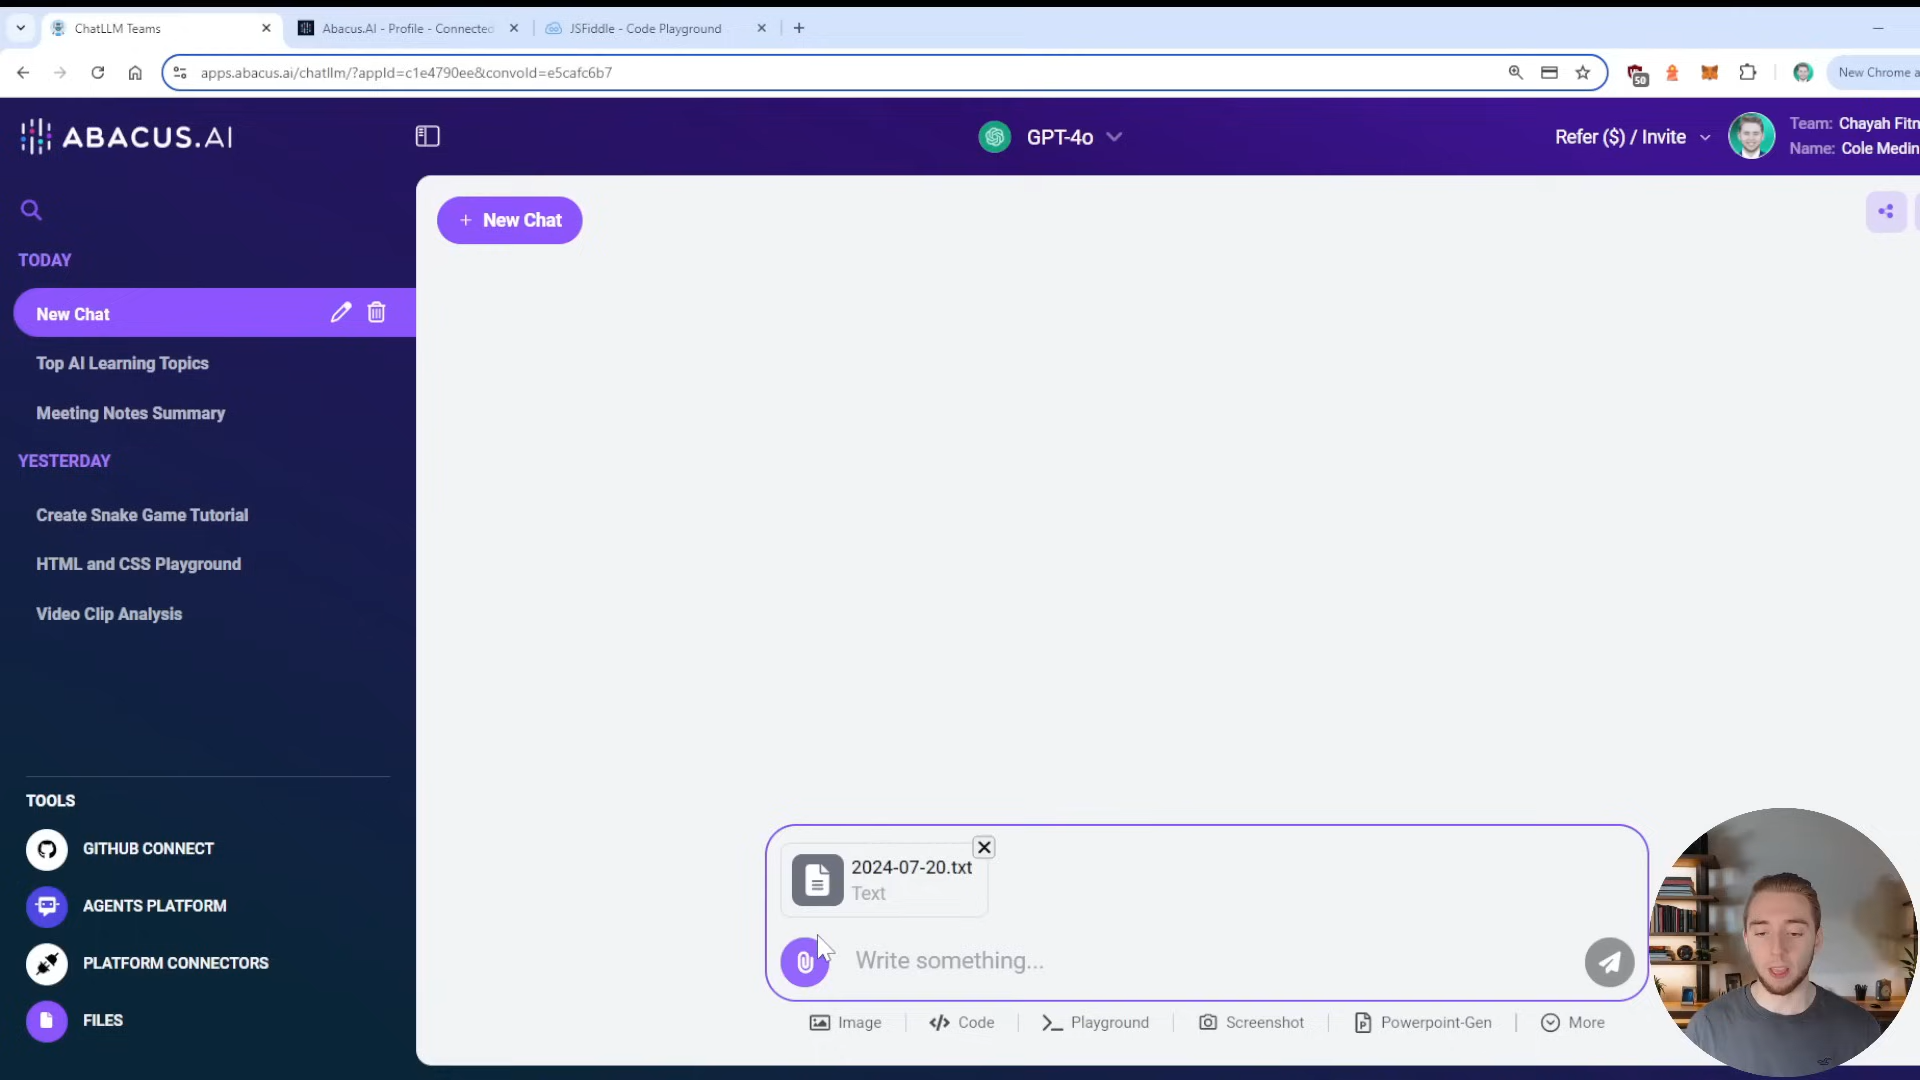 ChatLLM Teams
Abacus.AI - Profile - Connected
JSFiddle - Code Playground
apps.abacus.ai/chatllm/?appId=c1e4790ee&convoId=e5cafc6b7
50
New Chrome a
ABACUS.AI
GPT-4o
Refer ($) / Invite
Team: Chayah Fitn
Name: Cole Medin
+ New Chat
TODAY
New Chat
Top AI Learning Topics
Meeting Notes Summary
YESTERDAY
Create Snake Game Tutorial
HTML and CSS Playground
Video Clip Analysis
TOOLS
GITHUB CONNECT
AGENTS PLATFORM
PLATFORM CONNECTORS
FILES
2024-07-20.txt
Text
Write something...
Image
Code
Playground
Screenshot
Powerpoint-Gen
More